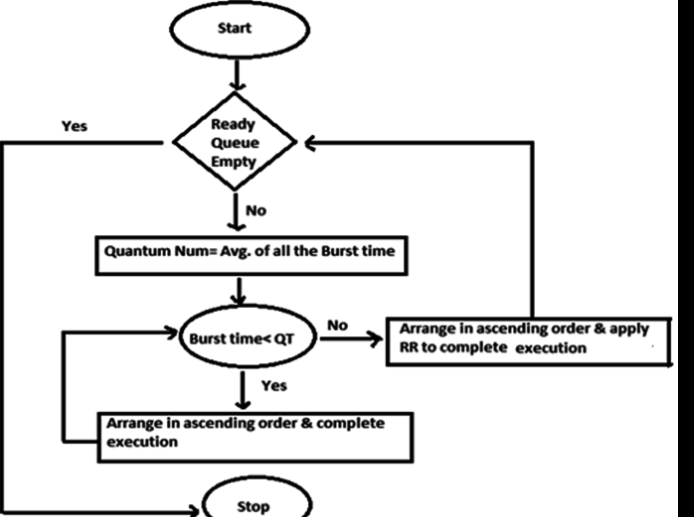 Start
Yes
Ready
Queue
Empty
No
Quantum Num= Avg. of all the Burst time
Burst time< QT
No
Arrange in ascending order & apply
RR to complete execution
Yes
Arrange in ascending order & complete
execution
Stop